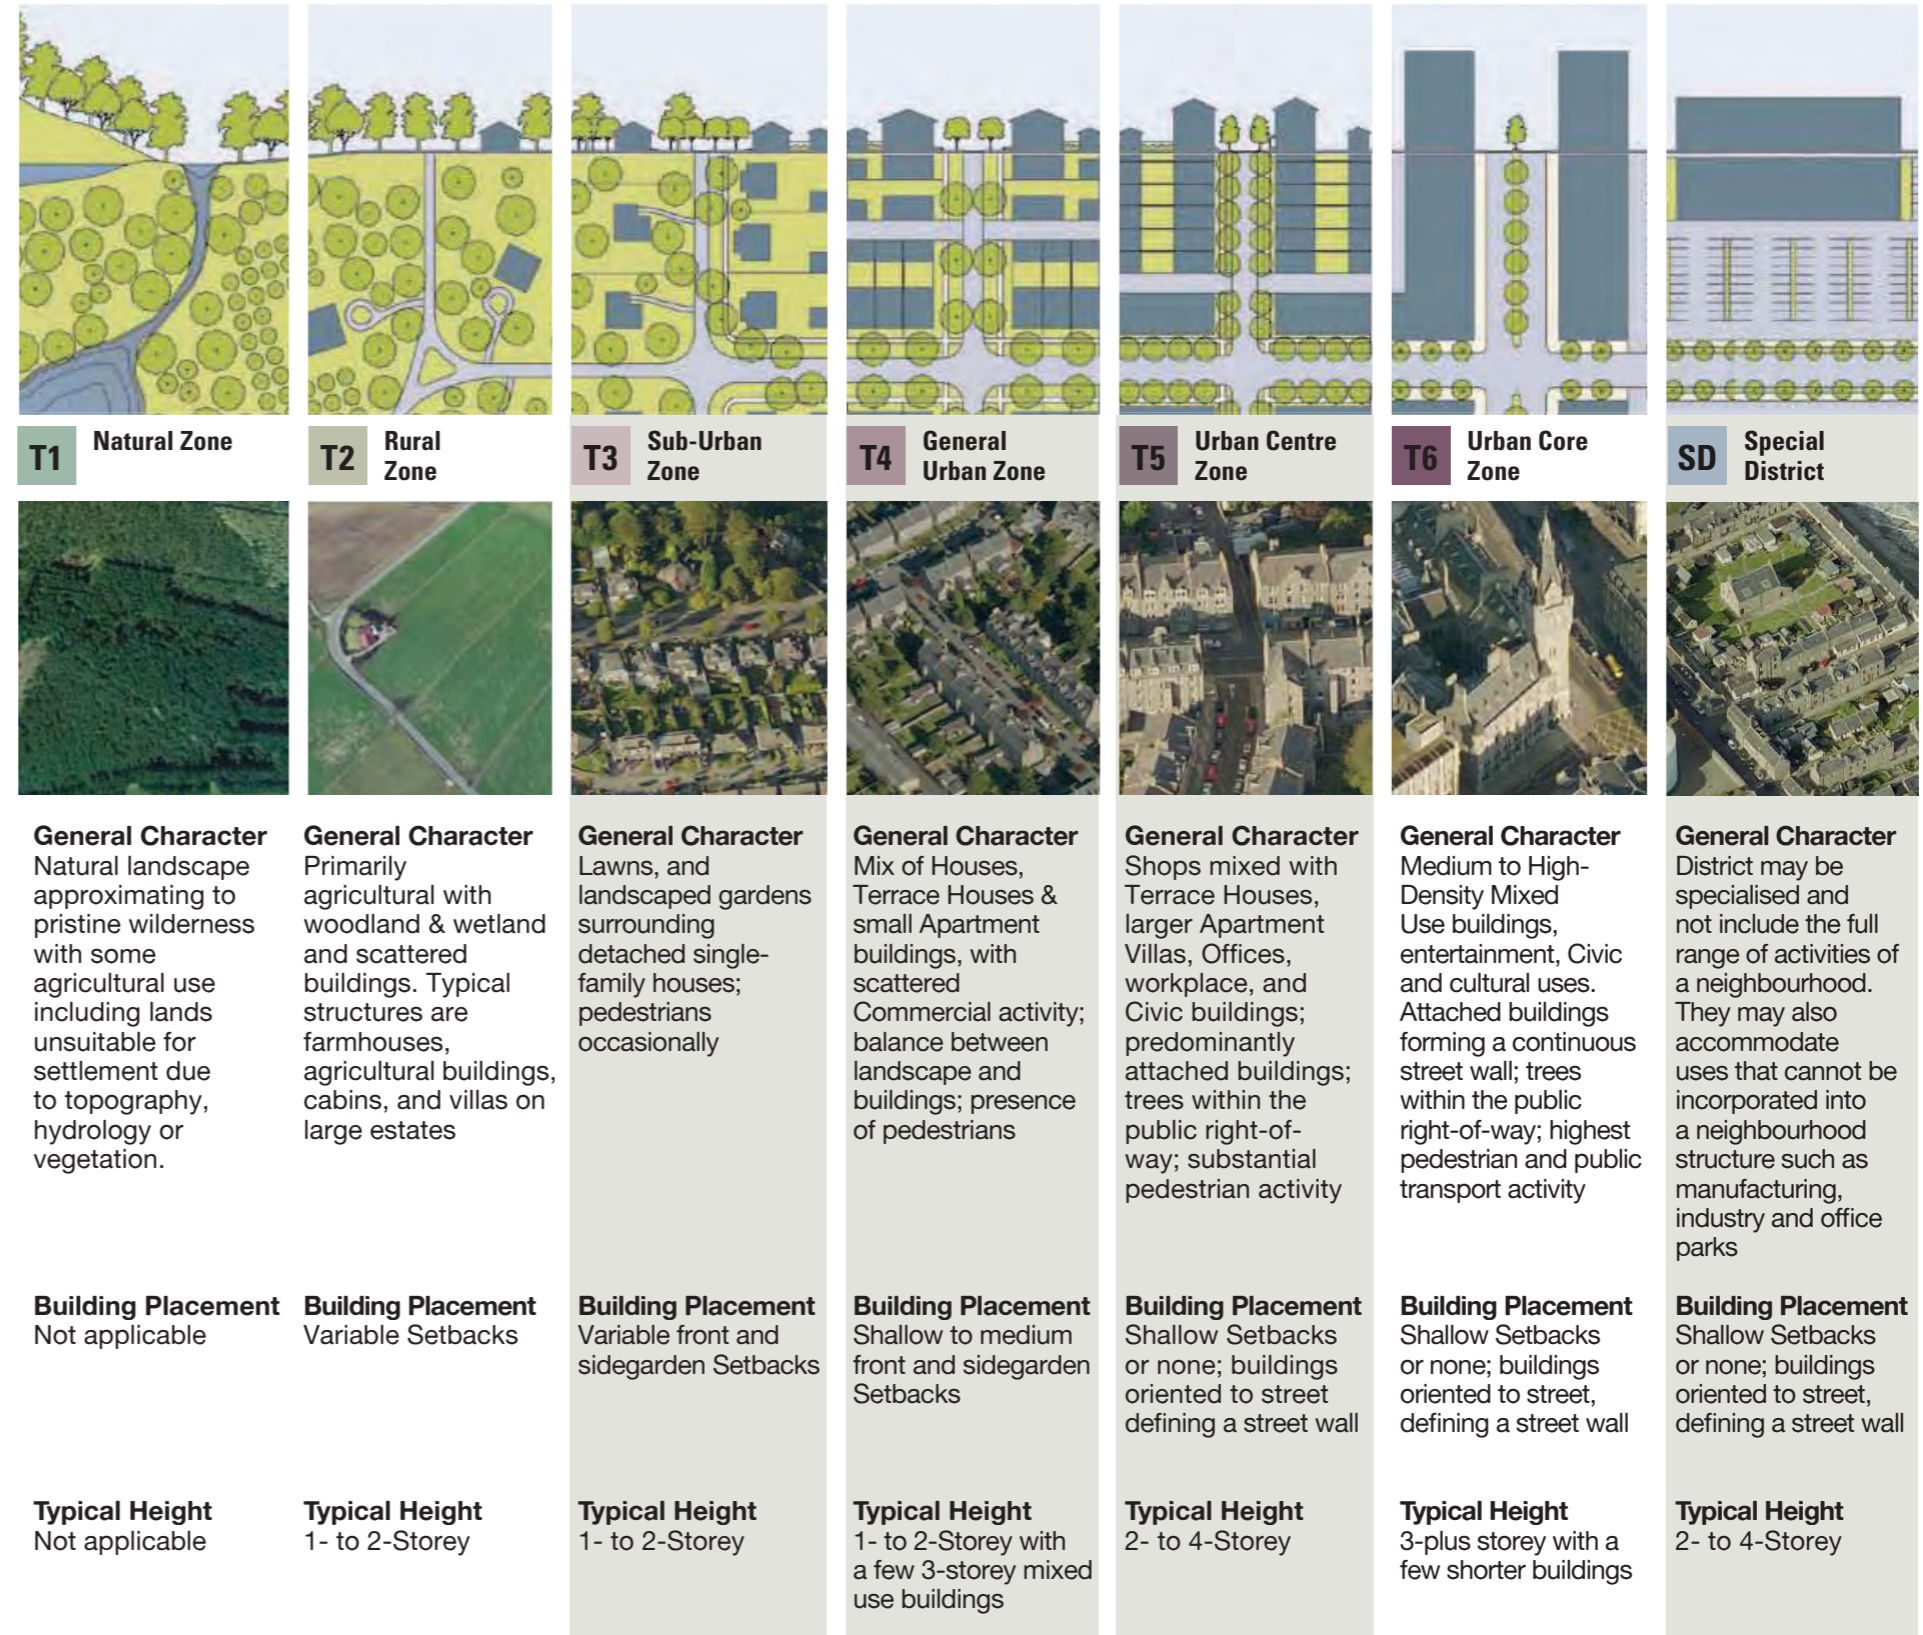 T1
Natural Zone
T2
Rural
Zone
T3
Sub-Urban
Zone
T4
General
Urban Zone
T5
Urban Centre
Zone
T6
Urban Core
Zone
SD
Special
District
General Character
Natural landscape
approximating to
pristine wilderness
with some
agricultural use
including lands
unsuitable for
settlement due
to topography,
hydrology or
vegetation.
Building Placement
Not applicable
Typical Height
Not applicable
General Character
Primarily
agricultural with
woodland & wetland
and scattered
buildings. Typical
structures are
farmhouses,
agricultural buildings,
cabins, and villas on
large estates
Building Placement
Variable Setbacks
Typical Height
1- to 2-Storey
General Character
Lawns, and
landscaped gardens
surrounding
detached single-
family houses;
pedestrians
occasionally
Building Placement
Variable front and
sidegarden Setbacks
Typical Height
1- to 2-Storey
General Character
Mix of Houses,
Terrace Houses &
small Apartment
buildings, with
scattered
Commercial activity;
balance between
landscape and
buildings; presence
of pedestrians
Building Placement
Shallow to medium
front and sidegarden
Setbacks
Typical Height
1- to 2-Storey with
a few 3-storey mixed
use buildings
General Character
Shops mixed with
Terrace Houses,
larger Apartment
Villas, Offices,
workplace, and
Civic buildings;
predominantly
attached buildings;
trees within the
public right-of-
way; substantial
pedestrian activity
Building Placement
Shallow Setbacks
or none; buildings
oriented to street
defining a street wall
Typical Height
2- to 4-Storey
General Character
Medium to High-
Density Mixed
Use buildings,
entertainment, Civic
and cultural uses.
Attached buildings
forming a continuous
street wall; trees
within the public
right-of-way; highest
pedestrian and public
transport activity
Building Placement
Shallow Setbacks
or none; buildings
oriented to street,
defining a street wall
Typical Height
3-plus storey with a
few shorter buildings
General Character
District may be
specialised and
not include the full
range of activities of
a neighbourhood.
They may also
accommodate
uses that cannot be
incorporated into
a neighbourhood
structure such as
manufacturing,
industry and office
parks
Building Placement
Shallow Setbacks
or none; buildings
oriented to street,
defining a street wall
Typical Height
2- to 4-Storey